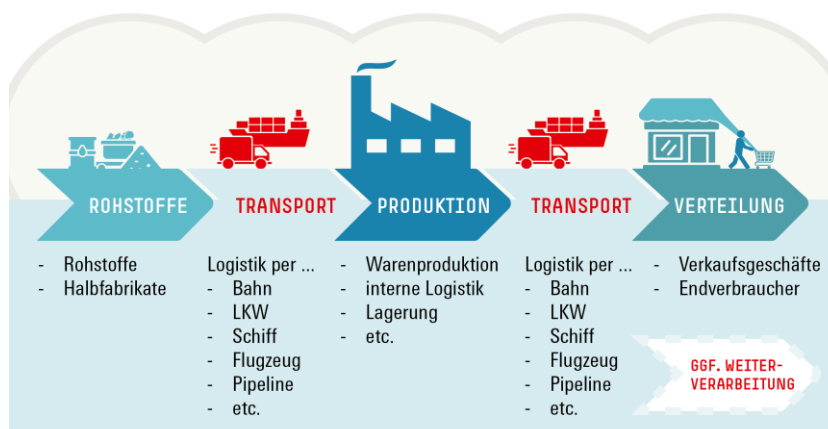 ROHSTOFFE
TRANSPORT
PRODUKTION
TRANSPORT
VERTEILUNG
- Rohstoffe
- Halbfabrikate
Logistik per ...
- Bahn
- LKW
- Schiff
- Flugzeug
- Pipeline
- etc.
- Warenproduktion
- interne Logistik
- Lagerung
- etc.
Logistik per ...
- Bahn
- LKW
- Schiff
- Flugzeug
- Pipeline
- etc.
- Verkaufsgeschäfte
- Endverbraucher
GGF. WEITER-
VERARBEITUNG